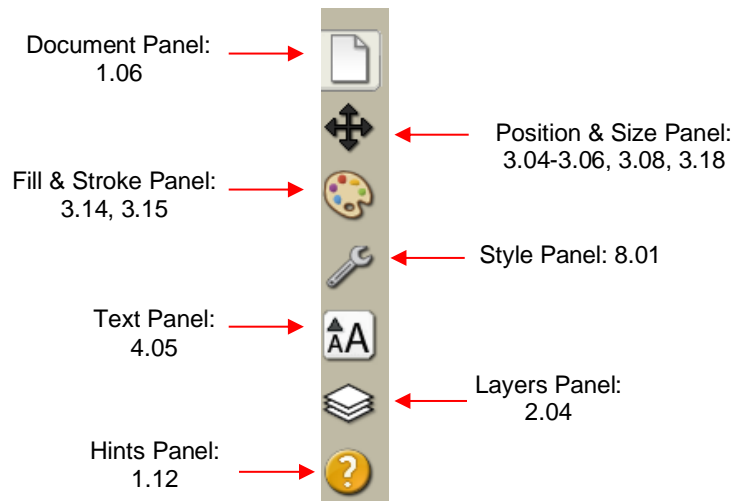 Document Panel:
1.06
Position & Size Panel:
3.04-3.06, 3.08, 3.18
Fill & Stroke Panel:
3.14, 3.15
Style Panel: 8.01
Text Panel:
4.05
AA
Layers Panel:
2.04
Hints Panel:
1.12
?